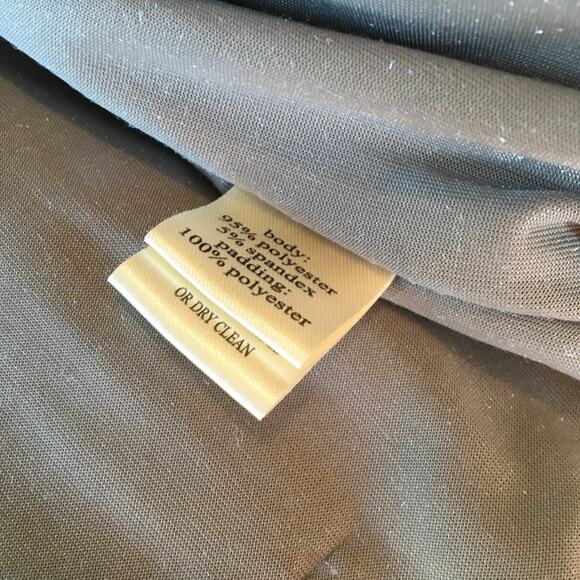 body:
95% polyester
5% spandex
padding:
100% polyester
OR DRY CLEAN